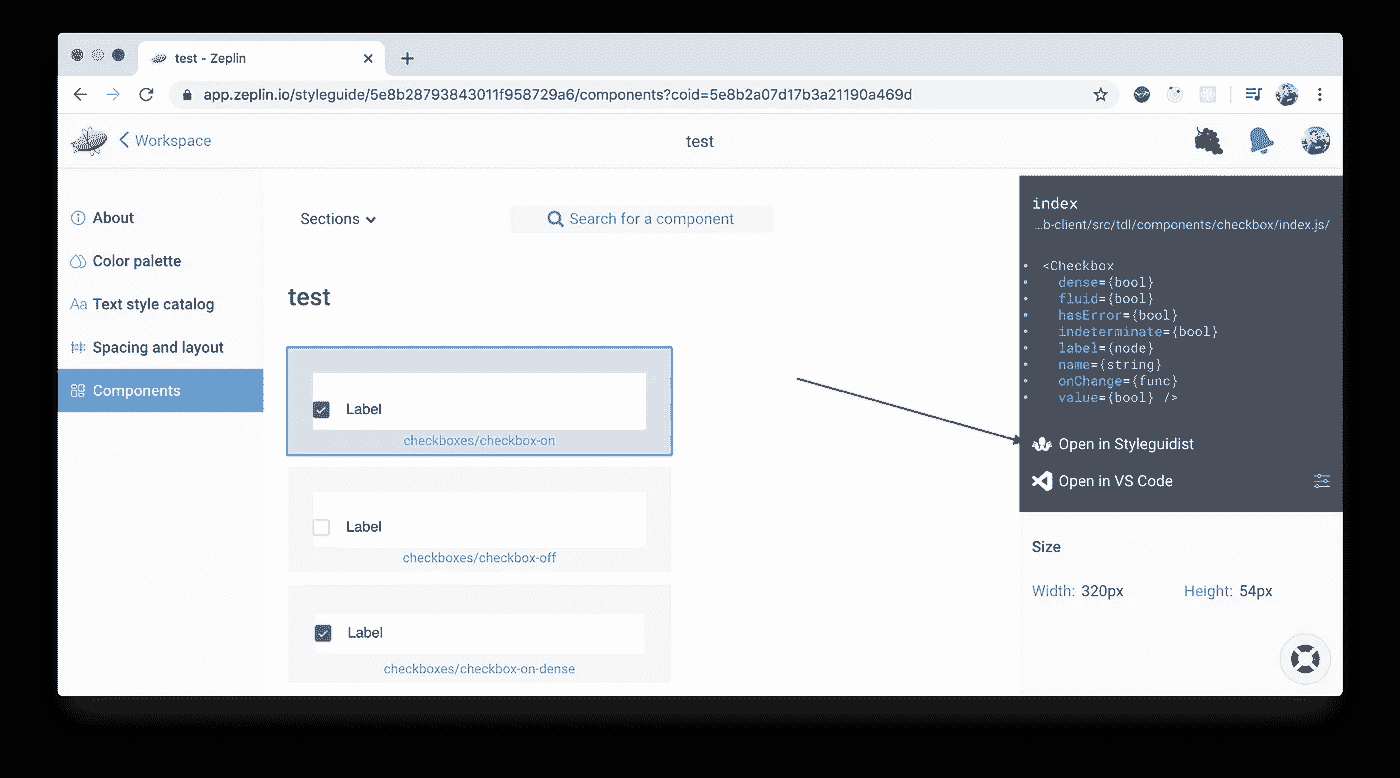 test - Zeplin
app.zeplin.io/styleguide/5e8b28793843011f958729a6/components?coid=5e8b2a07d17b3a21190a469d
Workspace
test
About
Color palette
Aa Text style catalog
Spacing and layout
Components
Sections
Search for a component
test
Label
checkboxes/checkbox-on
Label
checkboxes/checkbox-off
Label
checkboxes/checkbox-on-dense
index
...b-client/src/tdl/components/checkbox/index.js/
<Checkbox
dense={bool}
fluid={bool}
hasError={bool}
indeterminate={bool}
label={node}
name={string}
onChange={func}
value={bool} />
Open in Styleguidist
Open in VS Code
Size
Width: 320px Height: 54px